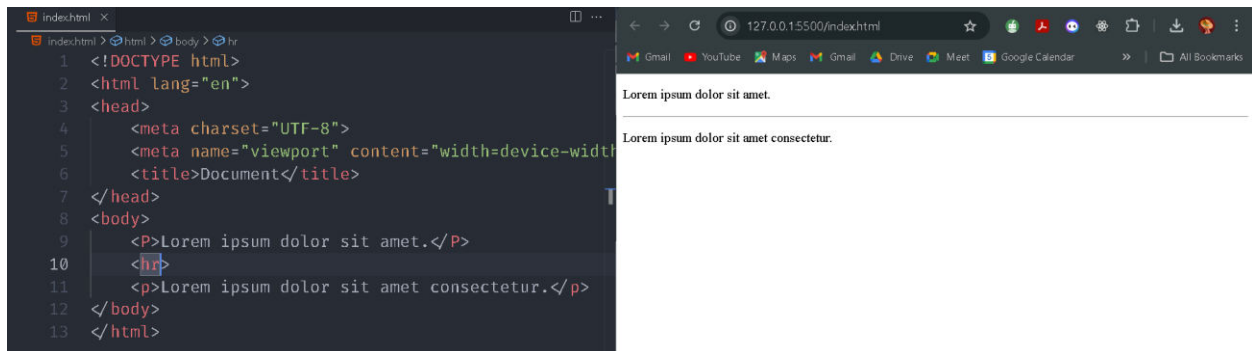 index.html ×
index.html > html > body > hr
1 <!DOCTYPE html>
2 <html lang="en">
3 <head>
4 <meta charset="UTF-8">
5 <meta name="viewport" content="width=device-width
6 <title>Document</title>
7 </head>
8 <body>
9 <P>Lorem ipsum dolor sit amet.</P>
10 <hr>
11 <p>Lorem ipsum dolor sit amet consectetur.</p>
12 </body>
13 </html>
127.0.0.1:5500/index.html
Gmail YouTube Maps Gmail Drive Meet Google Calendar » All Bookmarks
Lorem ipsum dolor sit amet.
Lorem ipsum dolor sit amet consectetur.